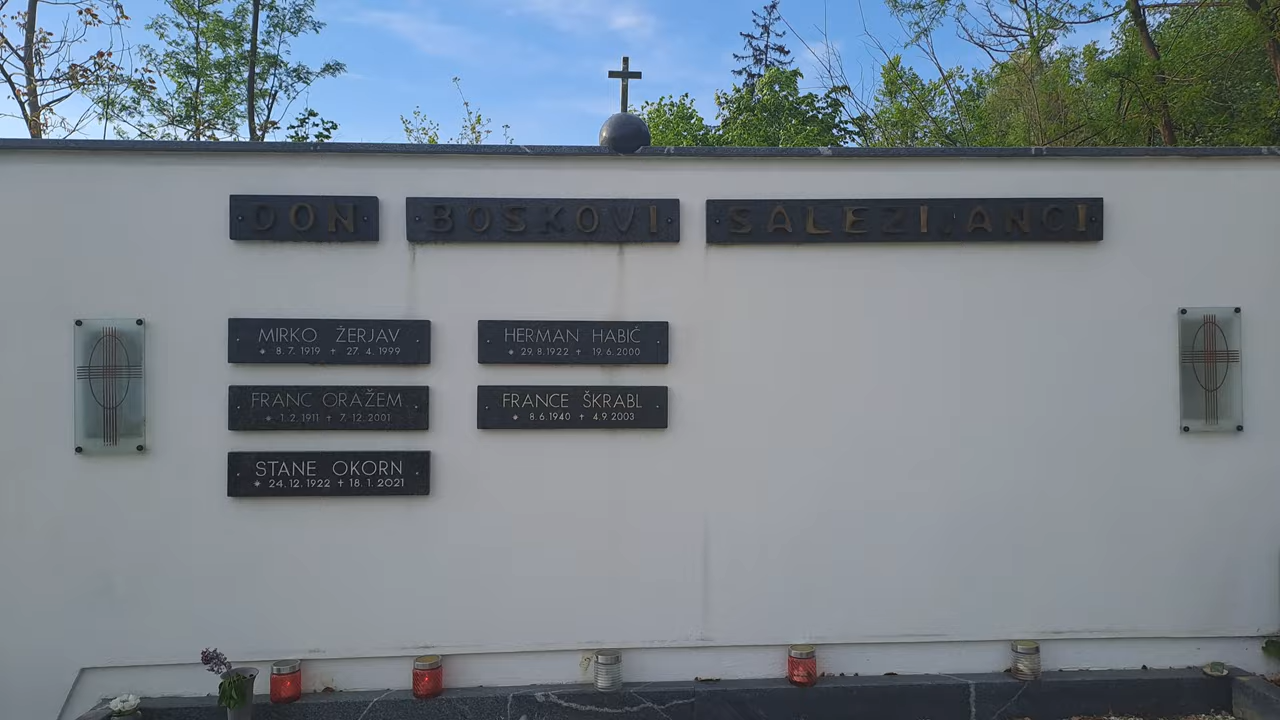 DON BOSKOVI SALEZIJANCI
MIRKO ŽERJAV
* 8. 7. 1919 + 27. 4. 1999
HERMAN HABIČ
* 29.8.1922 + 19.6.2000
FRANC ORAŽEM
* 1.2.1911 + 7.12.2001
FRANCE ŠKRABL
* 8.6.1940 + 4.9.2003
STANE OKORN
* 24.12.1922 + 18.1.2021